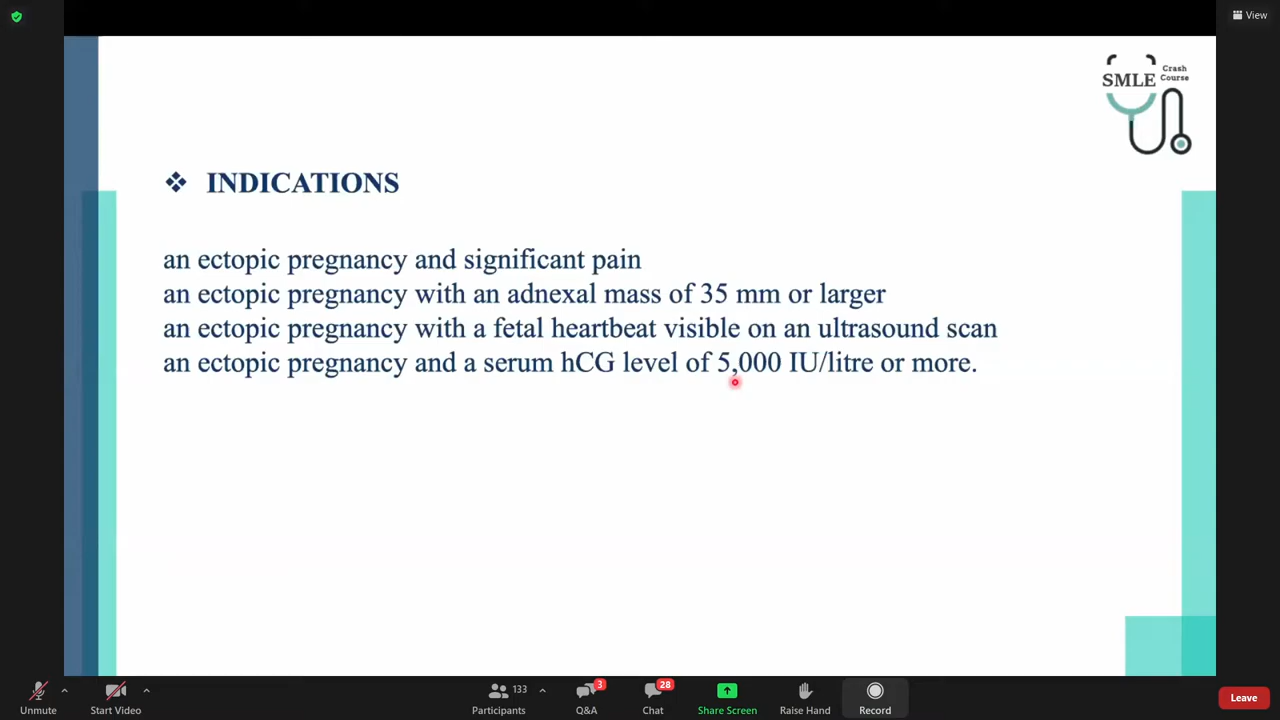 View
SMLE Crash Course
❖ INDICATIONS
an ectopic pregnancy and significant pain
an ectopic pregnancy with an adnexal mass of 35 mm or larger
an ectopic pregnancy with a fetal heartbeat visible on an ultrasound scan
an ectopic pregnancy and a serum hCG level of 5,000 IU/litre or more.
133 3 28
Unmute Start Video Participants Q&A Chat Share Screen Raise Hand Record Leave